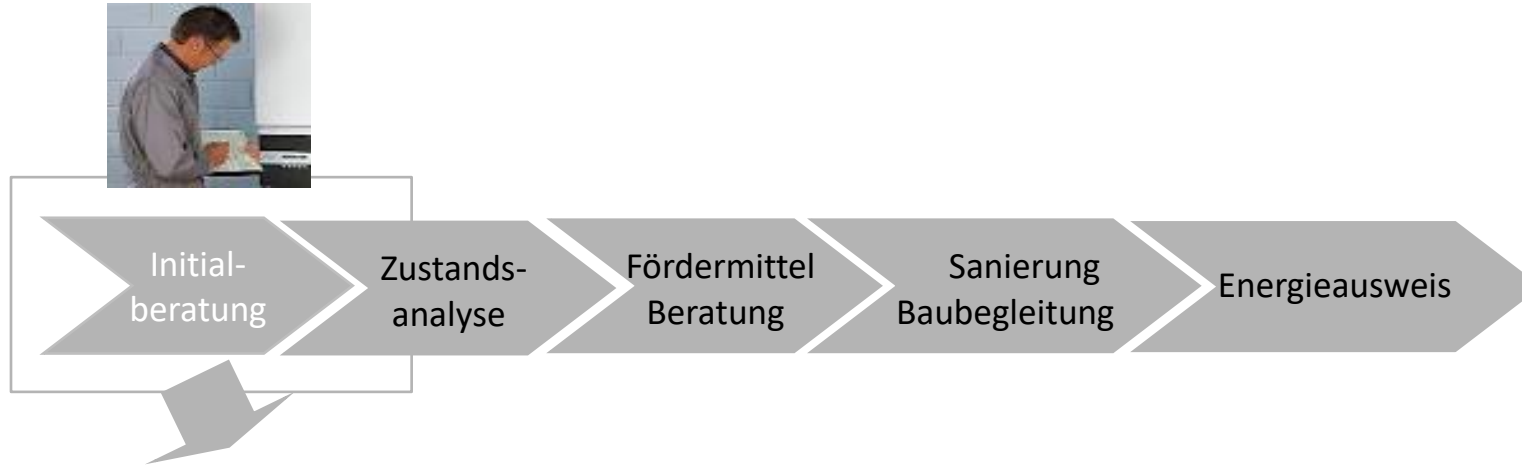 Initial-
beratung
Zustands-
analyse
Fördermittel
Beratung
Sanierung
Baubegleitung
Energieausweis